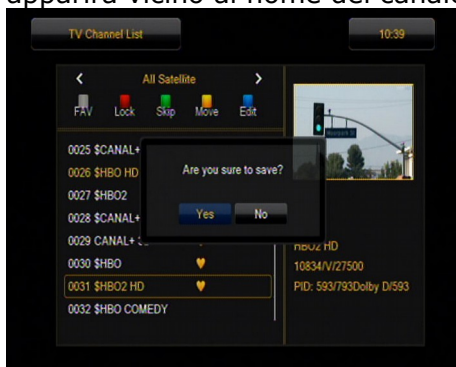 apparirà vicino al nome del canale
TV Channel List
10:39
All Satellite
FAV Lock Skip Move Edit
0025 $CANAL+
0026 $HBO HD
0027 $HBO2
0028 $CANAL+
0029 CANAL+
0030 $HBO
0031 $HBO2 HD
0032 $HBO COMEDY
Are you sure to save?
Yes No
HBO2 HD
10834/V/27500
PID: 593/793Dolby D/593